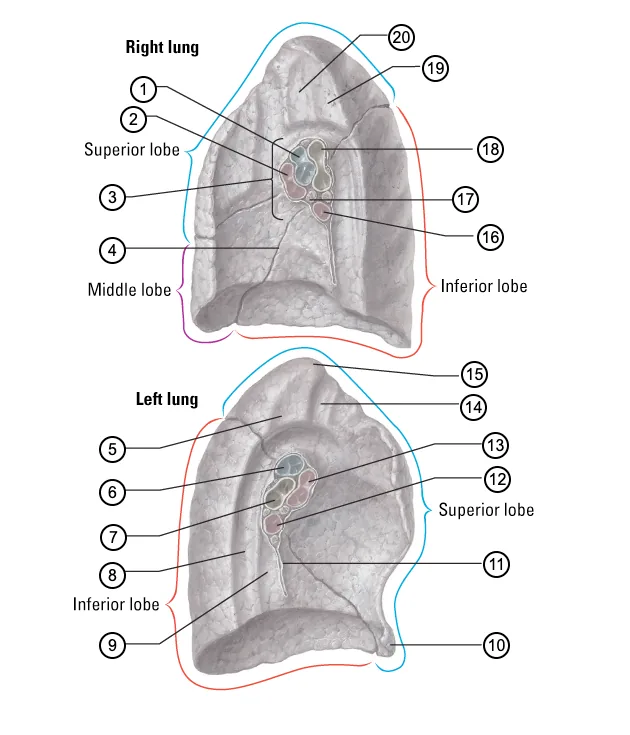 Right lung
20
19
1
2
Superior lobe
18
3
17
16
4
Middle lobe
Inferior lobe
15
Left lung
14
5
13
6
12
Superior lobe
7
11
8
Inferior lobe
9
10